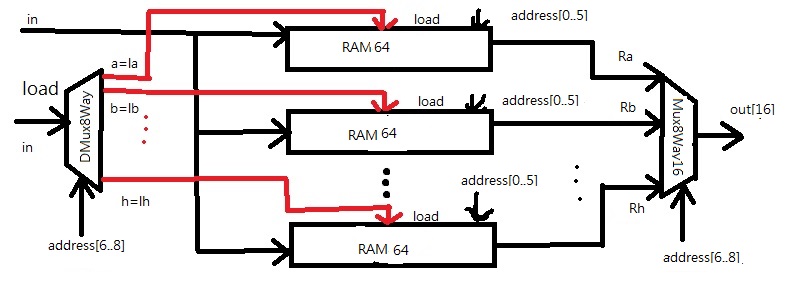 in
load
address[0..5]
RAM 64
a=la
Ra
load
in
DMux8Way
b=lb
load
address[0..5]
RAM 64
Rb
Mux8Way16
out[16]
h=lh
load
address[0..5]
RAM 64
Rh
address[6..8]
address[6..8]